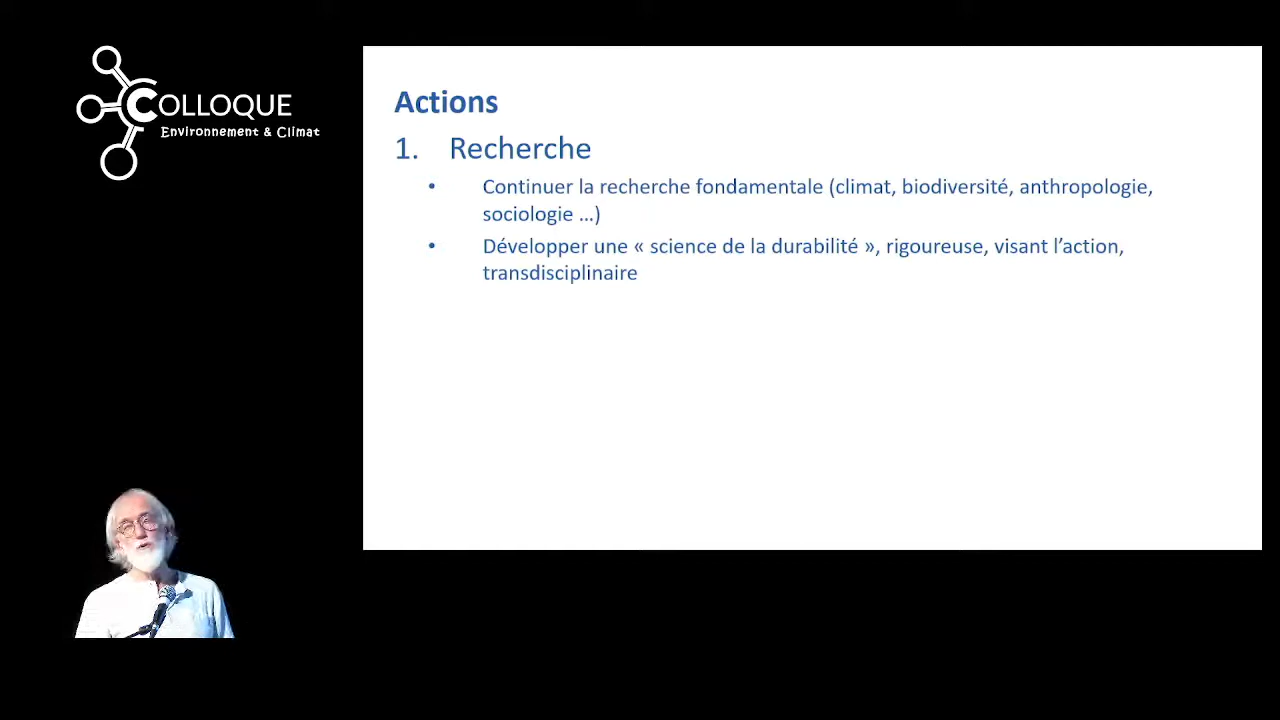 COLLOQUE
Environnement & Climat
Actions
1. Recherche
• Continuer la recherche fondamentale (climat, biodiversité, anthropologie,
sociologie …)
• Développer une « science de la durabilité », rigoureuse, visant l’action,
transdisciplinaire